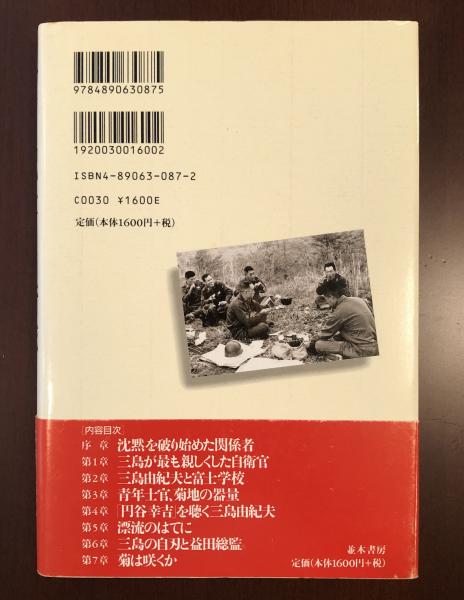 9784890630875
1920030016002
ISBN4-89063-087-2
C0030 ¥1600E
定価(本体1600円+税)
[内容目次]
序 章 沈黙を破り始めた関係者
第1章 三島が最も親しくした自衛官
第2章 三島由紀夫と富士学校
第3章 青年士官、菊地の器量
第4章 「円谷幸吉」を聴く三島由紀夫
第5章 漂流のはてに
第6章 三島の自刃と益田総監
第7章 菊は咲くか
並木書房
定価(本体1600円+税)